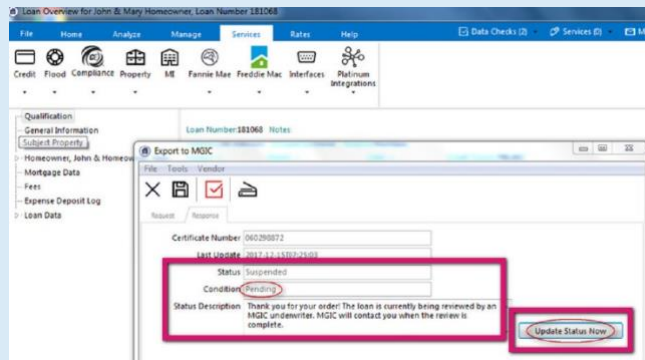 Loan Overview for John & Mary Homeowner, Loan Number 181068
File Home Analyze Manage Services Rates Help
Data Checks (2) Services (0) M
Credit Flood Compliance Property MI Fannie Mae Freddie Mac Interfaces Platinum Integrations
Qualification
General Information
Subject Property
Homeowner, John & Homeow
Mortgage Data
Fees
Expense Deposit Log
Loan Data
Loan Number:181068 Notes
Export to MGIC
File Tools Vendor
Request Response
Certificate Number 060298872
Last Update 2017-12-15T07:25:03
Status Suspended
Condition Pending
Status Description Thank you for your order! The loan is currently being reviewed by an
MGIC underwriter. MGIC will contact you when the review is
complete.
Update Status Now